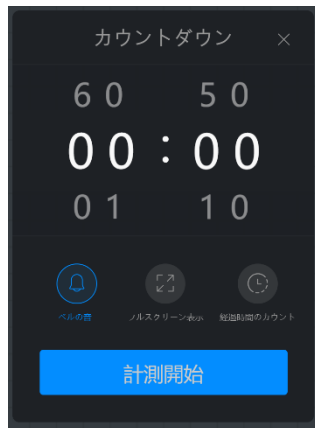 カウントダウン ×
60 50
00 : 00
01 10
ベルの音 フルスクリーン表示 経過時間のカウント
計測開始